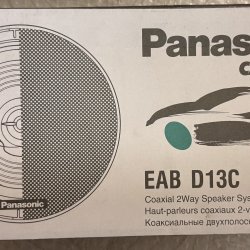 Panasonic
Panas
C
EAB D13C
Coaxial 2Way Speaker Sys
Haut-parleurs coaxiaux 2-v
Коаксиальные двухполос